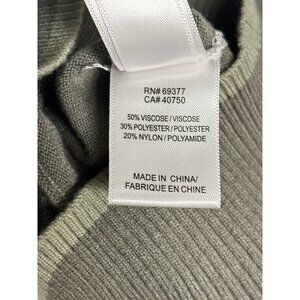 RN# 69377
CA# 40750
50% VISCOSE / VISCOSE
30% POLYESTER / POLYESTER
20% NYLON / POLYAMIDE
MADE IN CHINA/
FABRIQUE EN CHINE